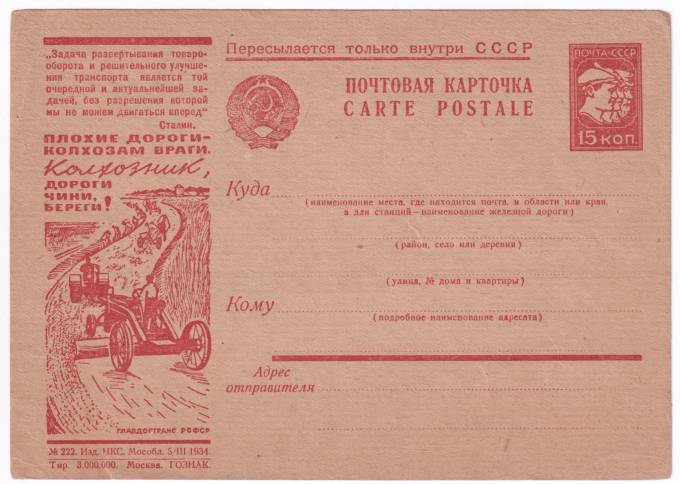 "Задача развертывания товаро-
оборота и решительного улучше-
ния транспорта является той
очередной и актуальнейшей за-
дачей, без разрешения которой
мы не можем двигаться вперед"
Сталин.
ПЛОХИЕ ДОРОГИ-
КОЛХОЗАМ ВРАГИ.
Колхозник,
ДОРОГИ
ЧИНИ,
БЕРЕГИ!
ГЛАВДОРТРАНС РСФСР
№ 222. Изд. НКС. Мособл. 5/III 1934.
Тир. 3.000.000. Москва. ГОЗНАК.
Пересылается только внутри СССР
ПОЧТОВАЯ КАРТОЧКА
CARTE POSTALE
ПОЧТА-СССР
15 КОП.
Куда
(наименование места, где находится почта, и области или края,
а для станций—наименование железной дороги)
(район, село или деревня)
(улица, № дома и квартиры)
Кому
(подробное наименование адресата)
Адрес
отправителя